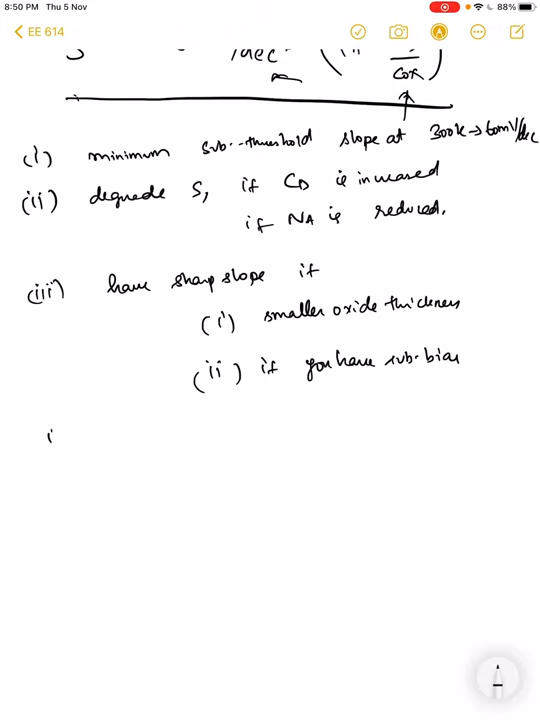 8:50 PM Thu 5 Nov
88%
EE 614
S /dec
Cox
(i) minimum sub-threshold slope at 300k→60mV/dec
(ii) degrade S, if CD is increased
if NA is reduced.
(iii) have sharp slope if
(i) smaller oxide thickness
(ii) if you have sub-bias
i